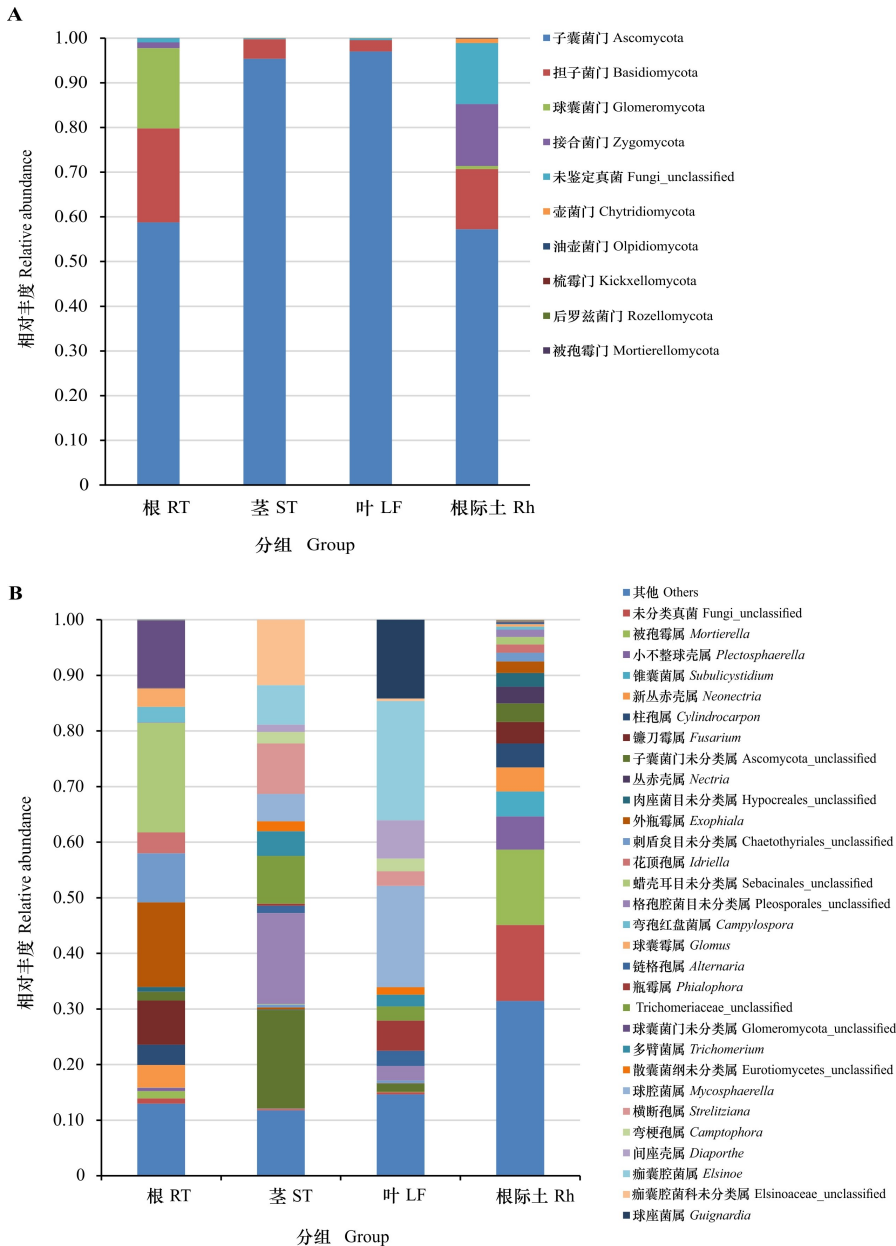 A
相对丰度 Relative abundance
1.00
0.90
0.80
0.70
0.60
0.50
0.40
0.30
0.20
0.10
0
根 RT
茎 ST
叶 LF
根际土 Rh
分组 Group
子囊菌门 Ascomycota
担子菌门 Basidiomycota
球囊菌门 Glomeromycota
接合菌门 Zygomycota
未鉴定真菌 Fungi_unclassified
壶菌门 Chytridiomycota
油壶菌门 Olpidiomycota
梳霉门 Kickxellomycota
后罗兹菌门 Rozellomycota
被孢霉门 Mortierellomycota
B
相对丰度 Relative abundance
1.00
0.90
0.80
0.70
0.60
0.50
0.40
0.30
0.20
0.10
0
根 RT
茎 ST
叶 LF
根际土 Rh
分组 Group
其他 Others
未分类真菌 Fungi_unclassified
被孢霉属 Mortierella
小不整球壳属 Plectosphaerella
锥囊菌属 Subulicystidium
新丛赤壳属 Neonectria
柱孢属 Cylindrocarpon
镰刀霉属 Fusarium
子囊菌门未分类属 Ascomycota_unclassified
丛赤壳属 Nectria
肉座菌目未分类属 Hypocreales_unclassified
外瓶霉属 Exophiala
刺盾炱目未分类属 Chaetothyriales_unclassified
花顶孢属 Idriella
蜡壳耳目未分类属 Sebacinales_unclassified
格孢腔菌目未分类属 Pleosporales_unclassified
弯孢红盘菌属 Campylospora
球囊霉属 Glomus
链格孢属 Alternaria
瓶霉属 Phialophora
Trichomeriaceae_unclassified
球囊菌门未分类属 Glomeromycota_unclassified
多臂菌属 Trichomerium
散囊菌纲未分类属 Eurotiomycetes_unclassified
球腔菌属 Mycosphaerella
横断孢属 Strelitziana
弯梗孢属 Camptophora
间座壳属 Diaporthe
痂囊腔菌属 Elsinoe
痂囊腔菌科未分类属 Elsinoaceae_unclassified
球座菌属 Guignardia